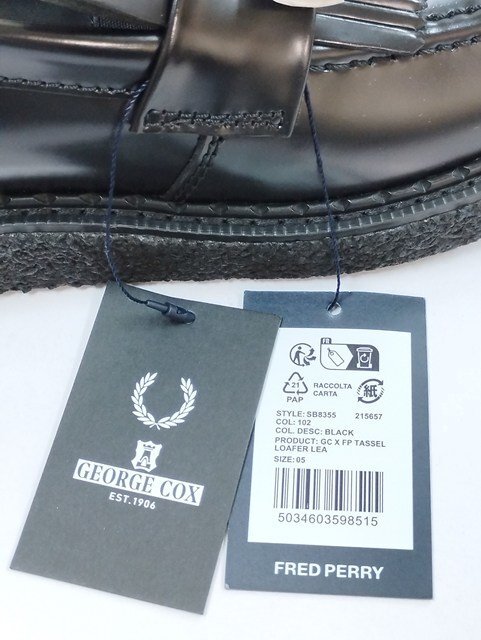 GEORGE COX
EST.1906
FR
21
PAP
RACCOLTA
CARTA
紙
STYLE: SB8355 215657
COL: 102
COL. DESC: BLACK
PRODUCT: GC X FP TASSEL
LOAFER LEA
SIZE: 05
5034603598515
FRED PERRY